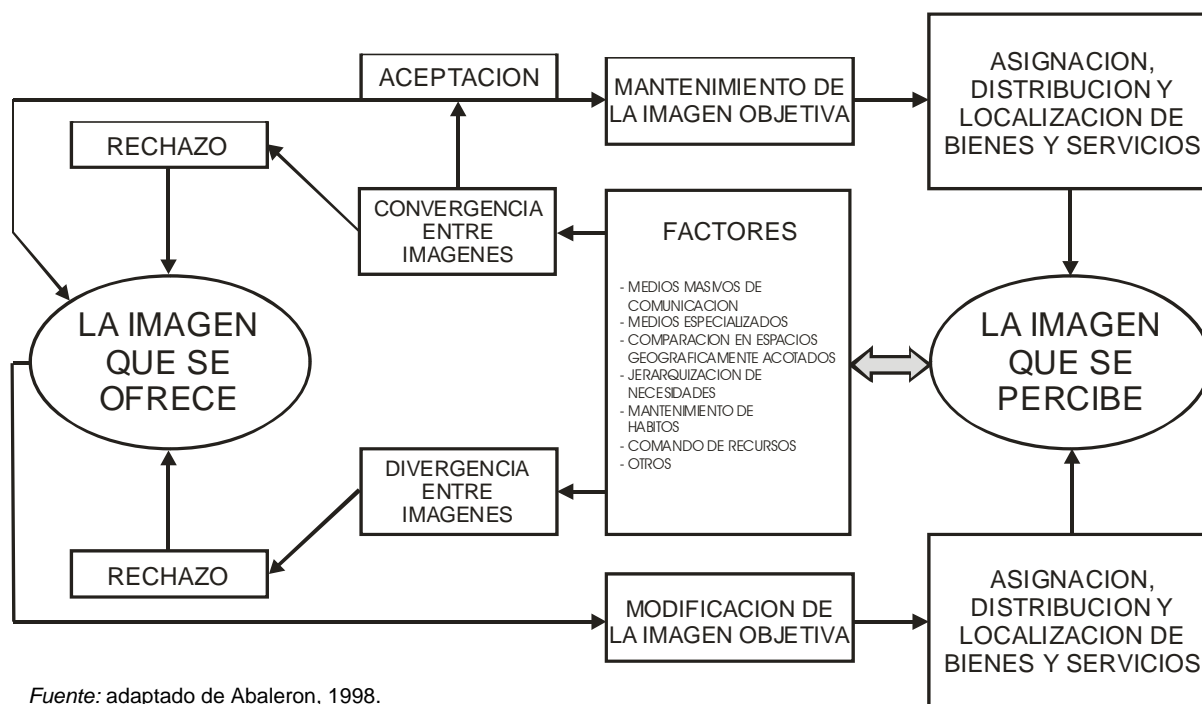 ACEPTACION
MANTENIMIENTO DE
LA IMAGEN OBJETIVA
ASIGNACION,
DISTRIBUCION Y
LOCALIZACION DE
BIENES Y SERVICIOS
RECHAZO
CONVERGENCIA
ENTRE
IMAGENES
FACTORES
- MEDIOS MASIVOS DE
COMUNICACION
- MEDIOS ESPECIALIZADOS
- COMPARACION EN ESPACIOS
GEOGRAFICAMENTE ACOTADOS
- JERARQUIZACION DE
NECESIDADES
- MANTENIMIENTO DE
HABITOS
- COMANDO DE RECURSOS
- OTROS
LA IMAGEN
QUE SE
OFRECE
LA IMAGEN
QUE SE
PERCIBE
DIVERGENCIA
ENTRE
IMAGENES
RECHAZO
MODIFICACION DE
LA IMAGEN OBJETIVA
ASIGNACION,
DISTRIBUCION Y
LOCALIZACION DE
BIENES Y SERVICIOS
Fuente: adaptado de Abaleron, 1998.